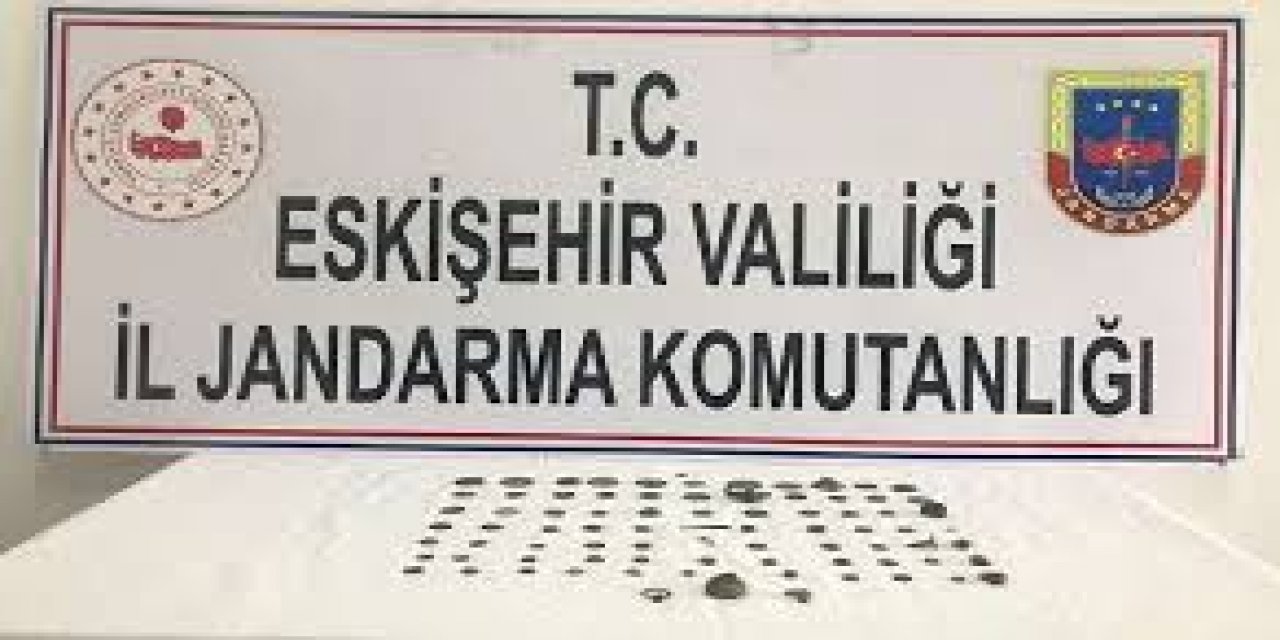 T.C.
ESKİŞEHİR VALİLİĞİ
İL JANDARMA KOMUTANLIĞI